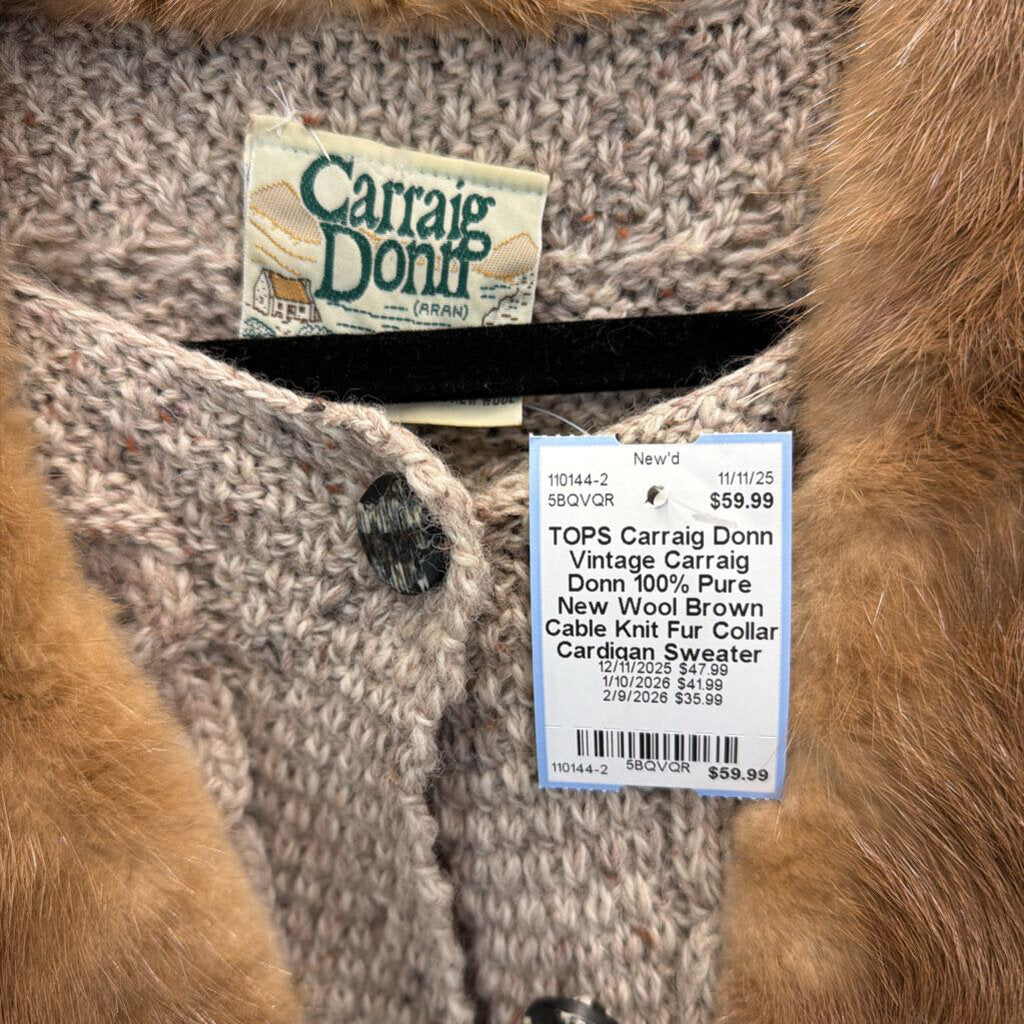 Carraig
Donn
(ARAN)
NEW WOOL
New'd
110144-2 11/11/25
5BQVQR $59.99
TOPS Carraig Donn
Vintage Carraig
Donn 100% Pure
New Wool Brown
Cable Knit Fur Collar
Cardigan Sweater
12/11/2025 $47.99
1/10/2026 $41.99
2/9/2026 $35.99
110144-2 5BQVQR $59.99